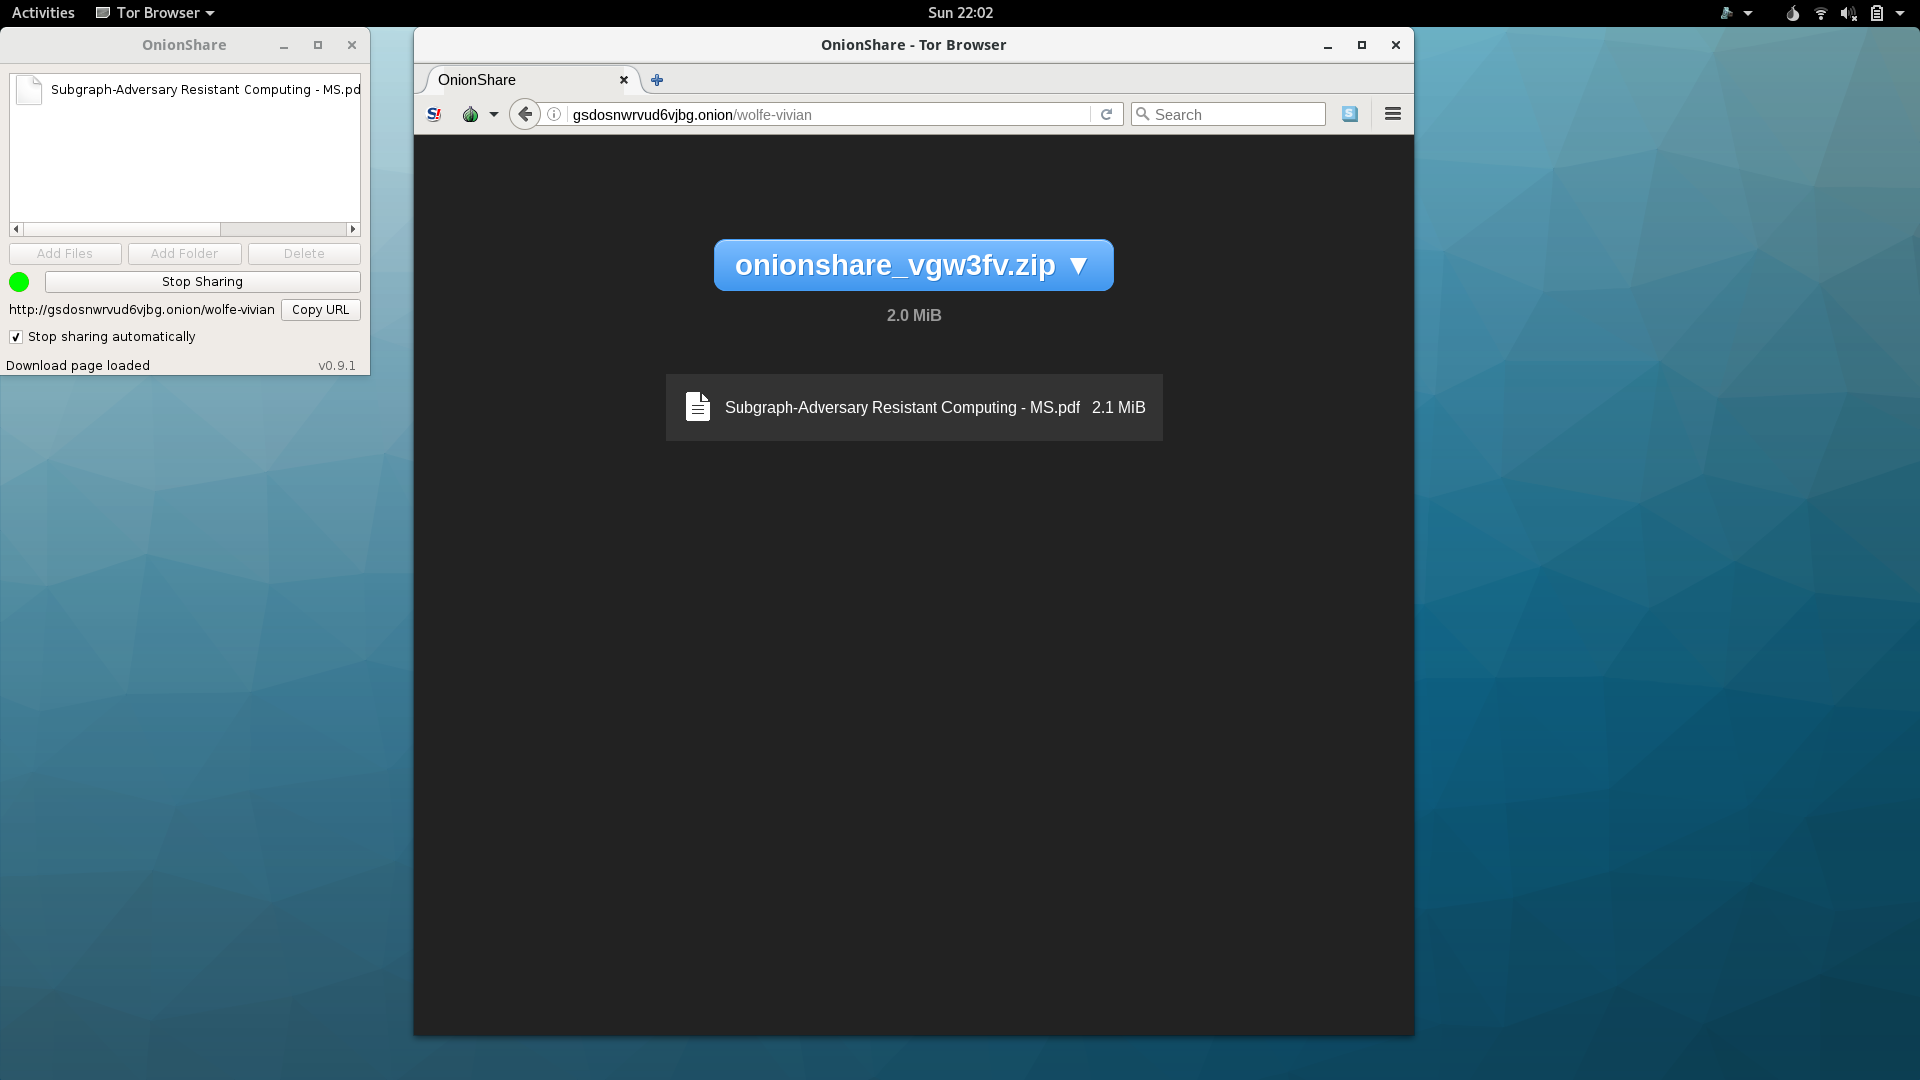 Activities
Tor Browser
Sun 22:02
OnionShare
Subgraph-Adversary Resistant Computing - MS.pd
Add Files
Add Folder
Delete
Stop Sharing
http://gsdosnwrvud6vjbg.onion/wolfe-vivian
Copy URL
Stop sharing automatically
Download page loaded
v0.9.1
OnionShare - Tor Browser
OnionShare
S!
gsdosnwrvud6vjbg.onion/wolfe-vivian
Search
S
onionshare_vgw3fv.zip ▼
2.0 MiB
Subgraph-Adversary Resistant Computing - MS.pdf 2.1 MiB